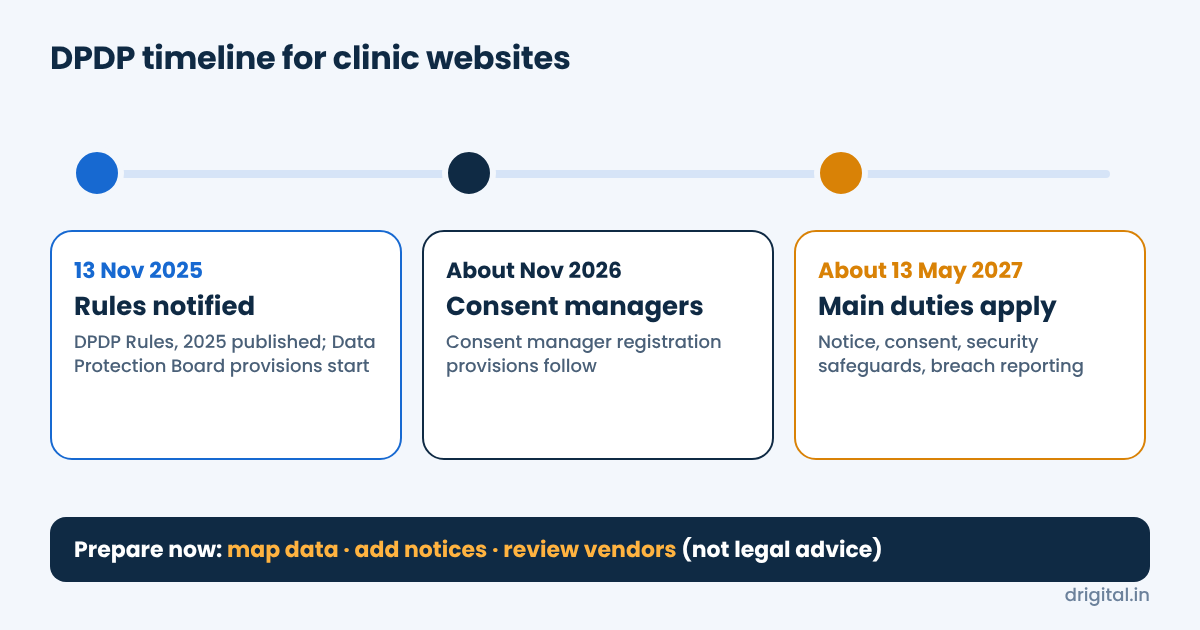 DPDP timeline for clinic websites
13 Nov 2025
Rules notified
DPDP Rules, 2025 published; Data
Protection Board provisions start
About Nov 2026
Consent managers
Consent manager registration
provisions follow
About 13 May 2027
Main duties apply
Notice, consent, security
safeguards, breach reporting
Prepare now: map data · add notices · review vendors (not legal advice)
drigital.in